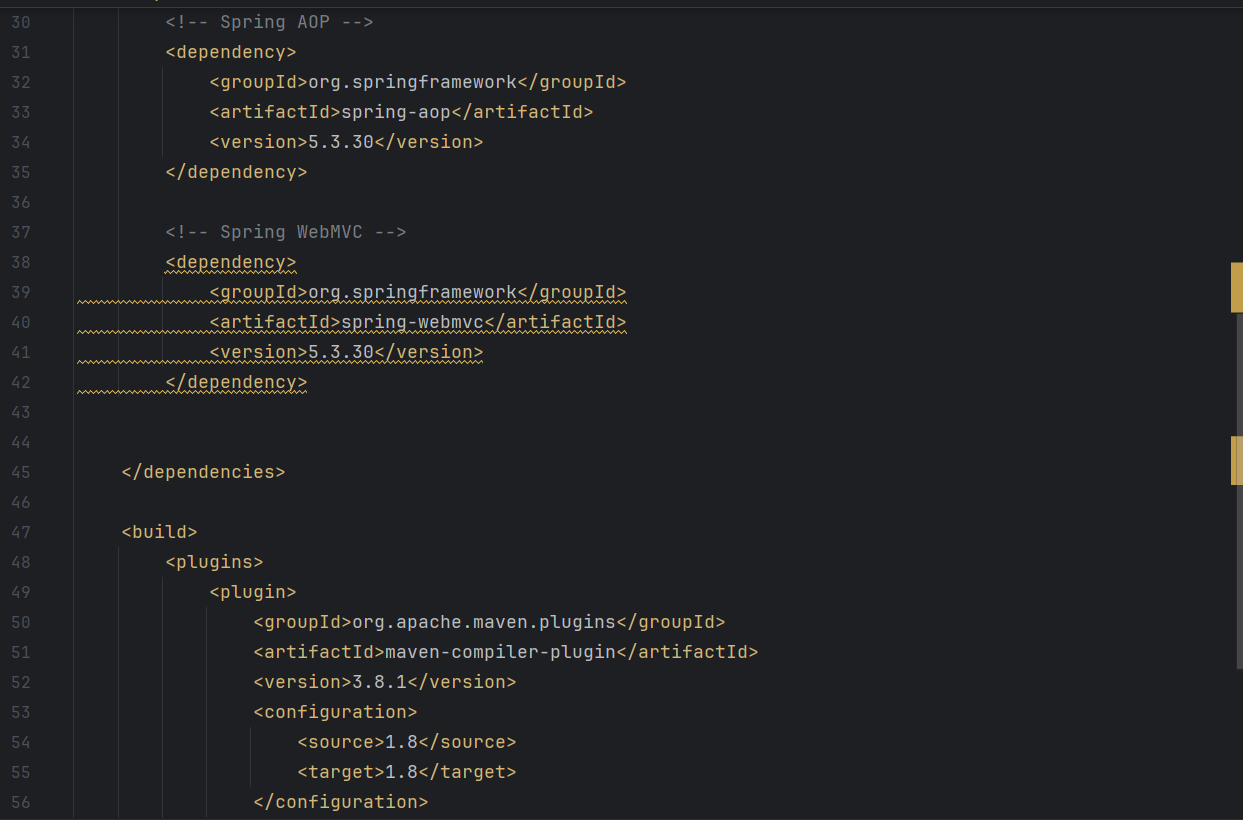 30 <!-- Spring AOP -->
31 <dependency>
32 <groupId>org.springframework</groupId>
33 <artifactId>spring-aop</artifactId>
34 <version>5.3.30</version>
35 </dependency>
36
37 <!-- Spring WebMVC -->
38 <dependency>
39 <groupId>org.springframework</groupId>
40 <artifactId>spring-webmvc</artifactId>
41 <version>5.3.30</version>
42 </dependency>
43
44
45 </dependencies>
46
47 <build>
48 <plugins>
49 <plugin>
50 <groupId>org.apache.maven.plugins</groupId>
51 <artifactId>maven-compiler-plugin</artifactId>
52 <version>3.8.1</version>
53 <configuration>
54 <source>1.8</source>
55 <target>1.8</target>
56 </configuration>